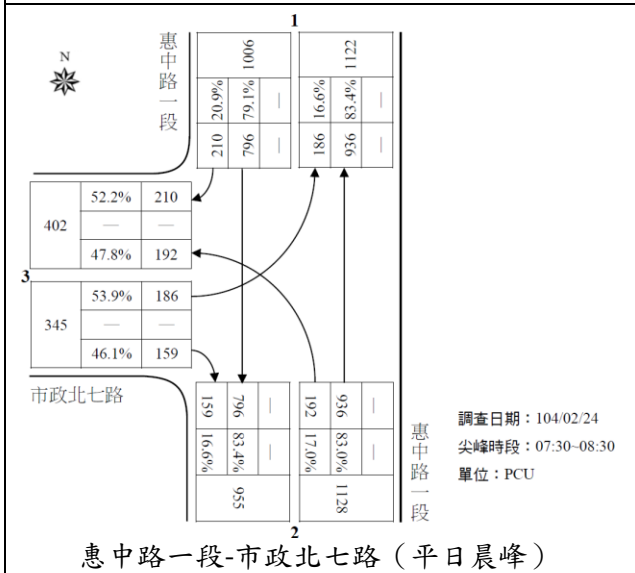 1
N
惠中路一段
1006
20.9% 79.1% —
210 796 —
1122
16.6% 83.4% —
186 936 —
402
52.2% 210
— —
47.8% 192
3
345
53.9% 186
— —
46.1% 159
市政北七路
159 796 —
16.6% 83.4% —
955
192 936 —
17.0% 83.0% —
1128
惠中路一段
2
調查日期：104/02/24
尖峰時段：07:30~08:30
單位：PCU
惠中路一段-市政北七路（平日晨峰）